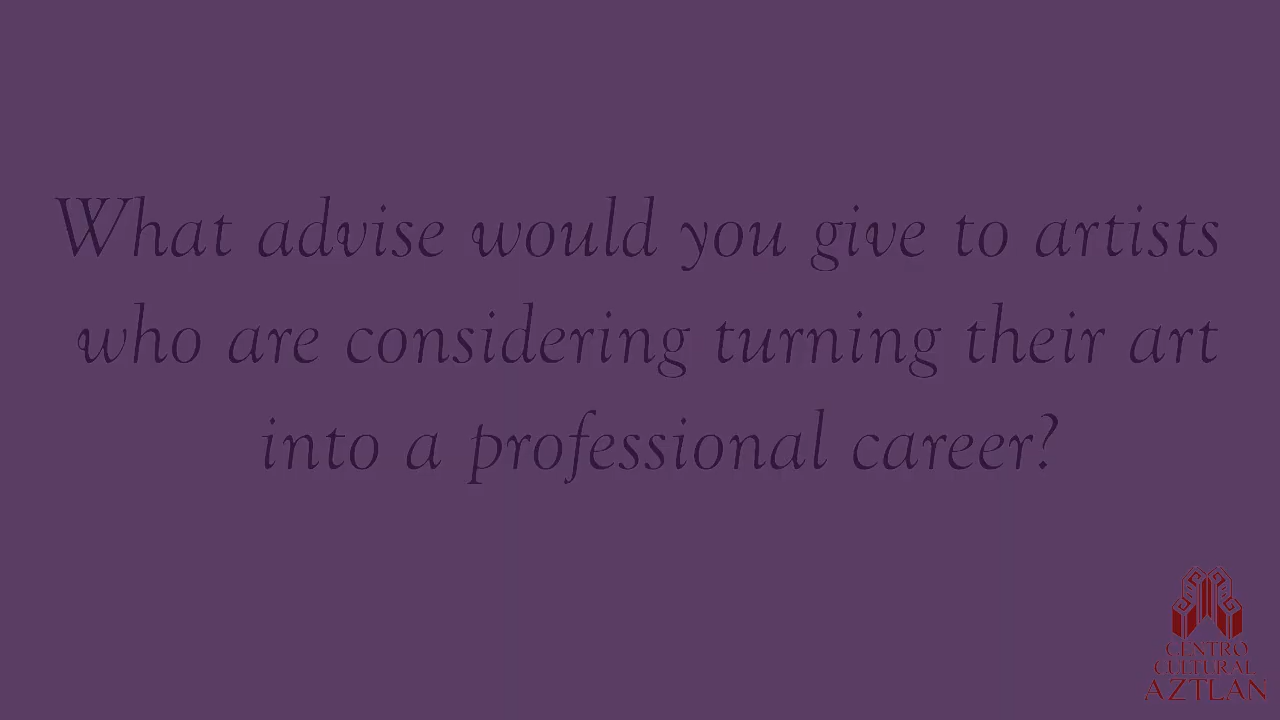 What advise would you give to artists
who are considering turning their art
into a professional career?
CENTRO
CULTURAL
AZTLAN